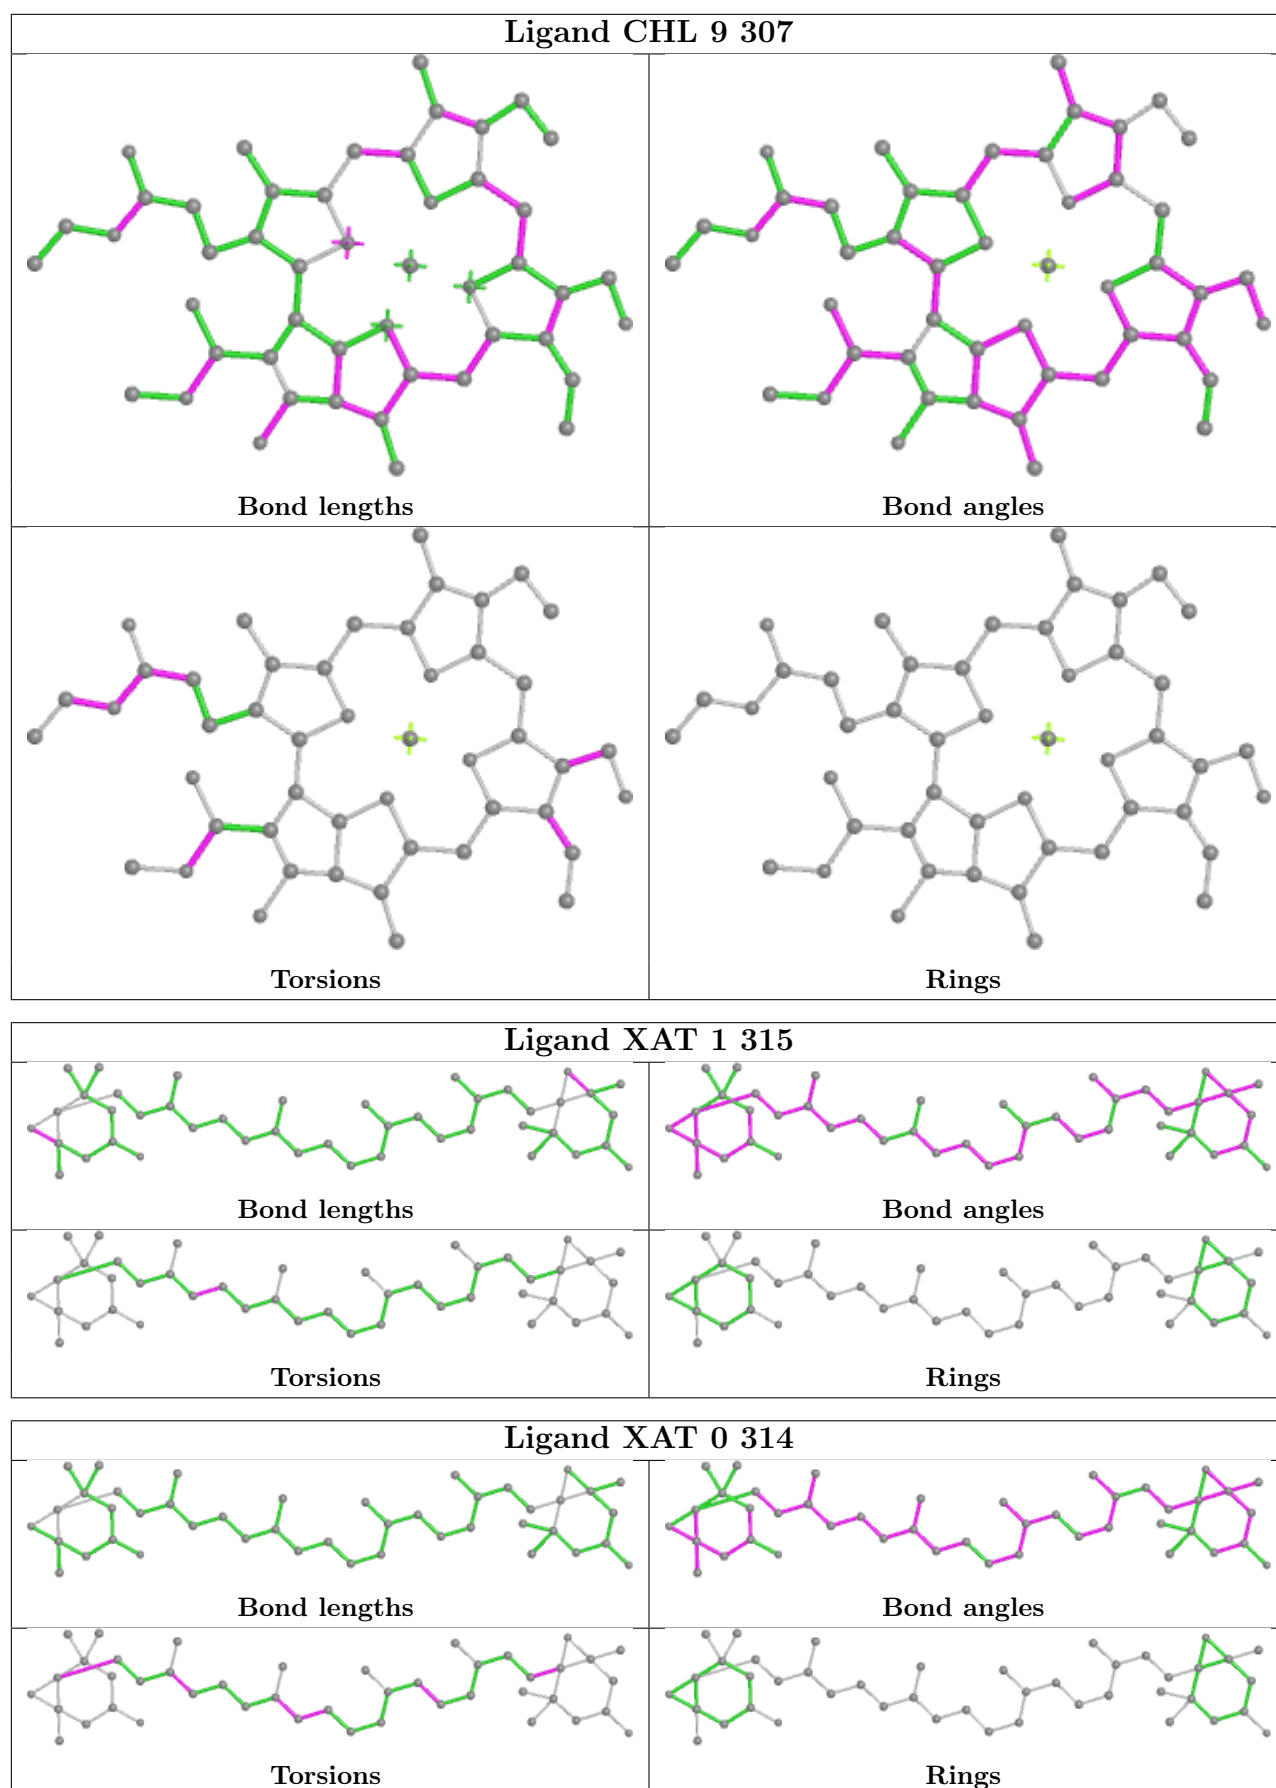 Ligand CHL 9 307
Bond lengths
Bond angles
Torsions
Rings
Ligand XAT 1 315
Bond lengths
Bond angles
Torsions
Rings
Ligand XAT 0 314
Bond lengths
Bond angles
Torsions
Rings